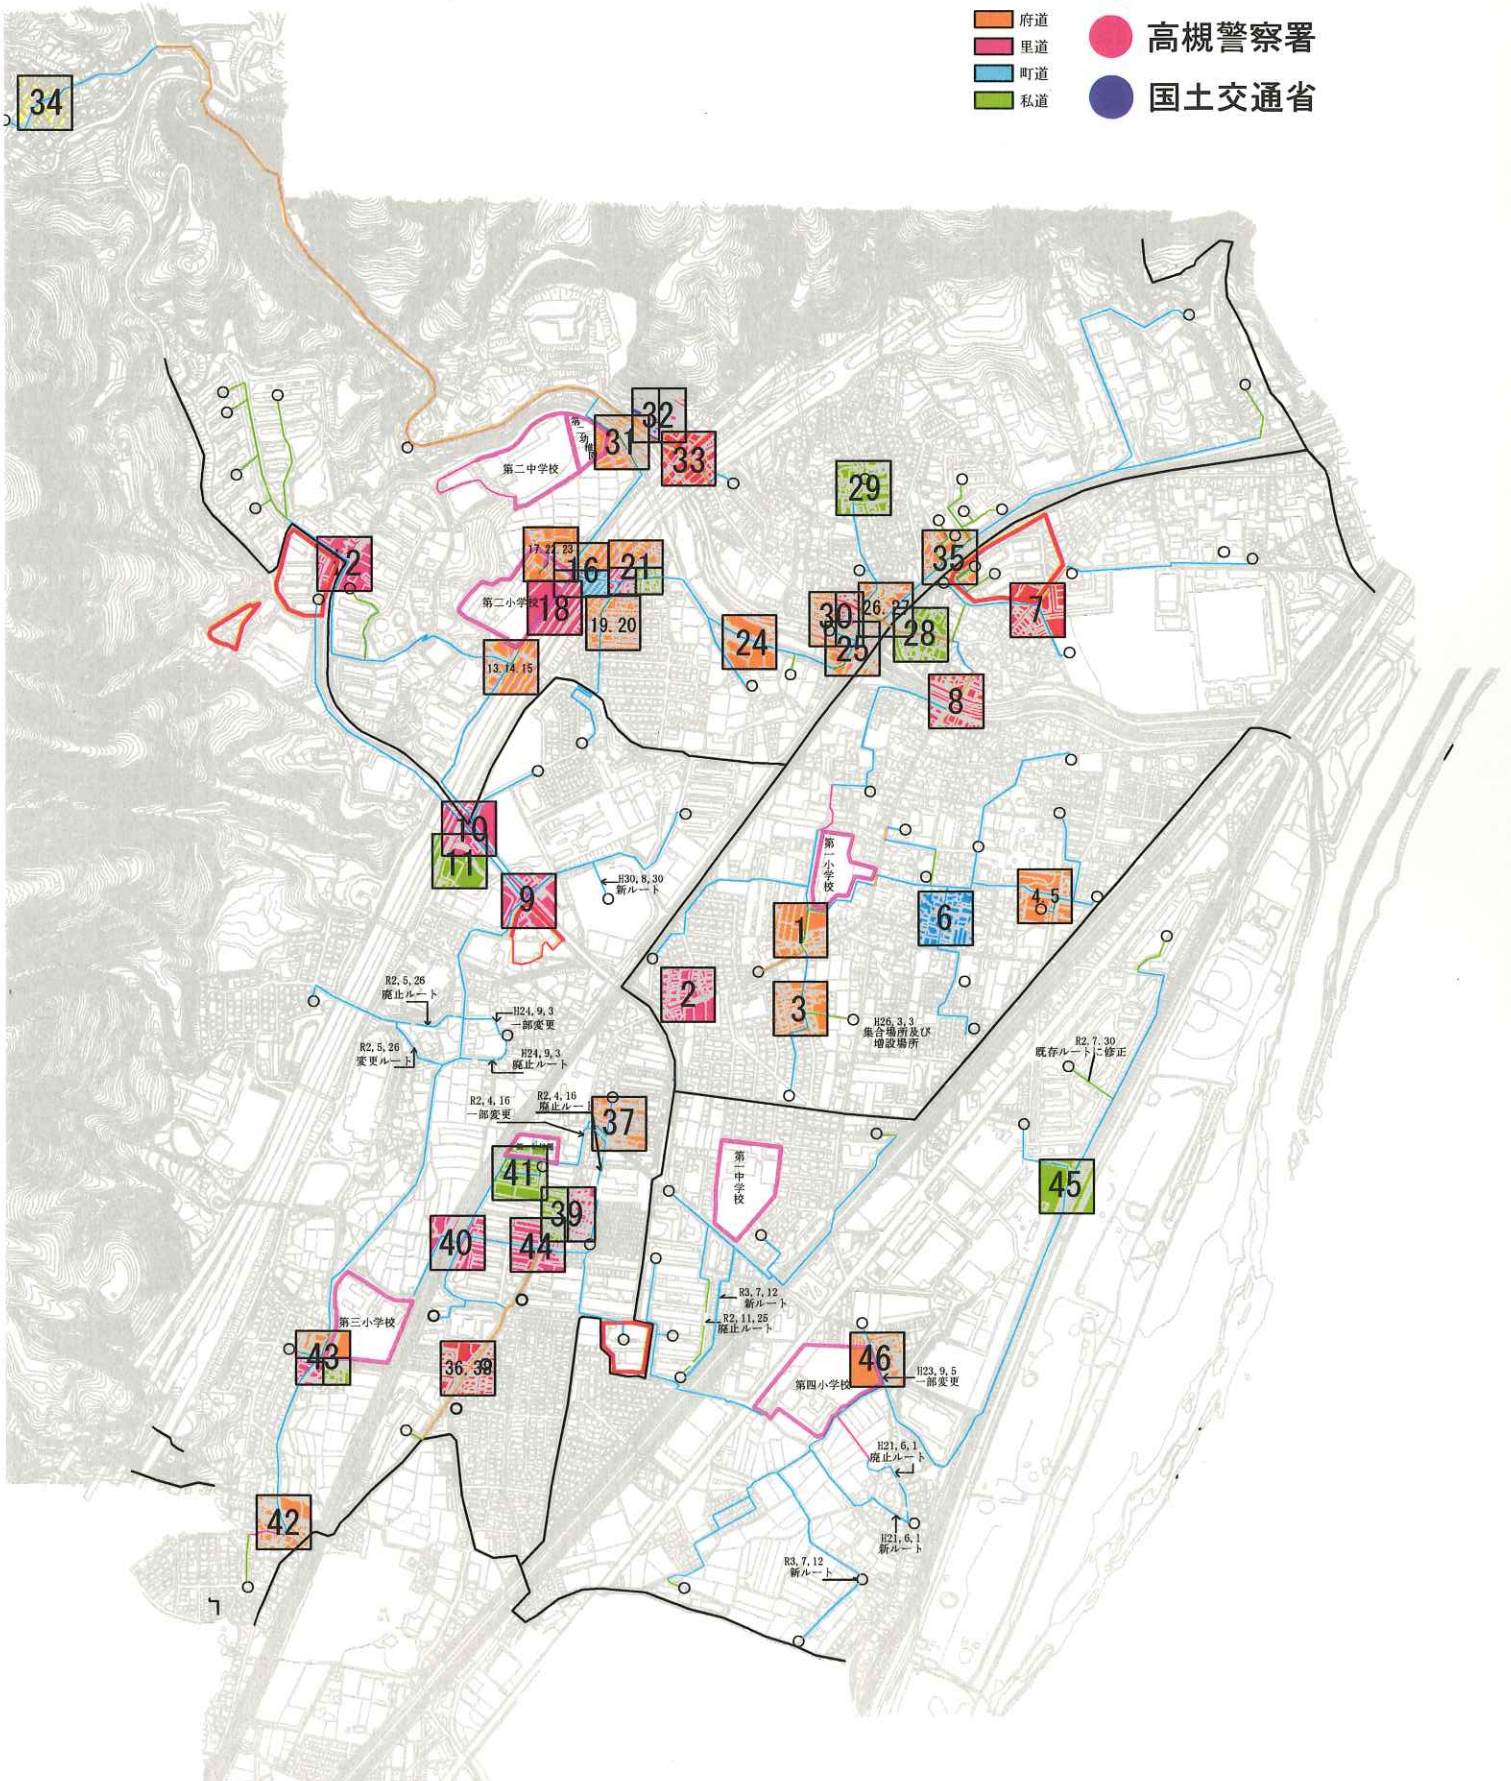 府道
里道
町道
私道
高槻警察署
国土交通省
34
32
31
33
第二幼稚園
第二中学校
29
12
17.22.23
16
21
35
第二小学校
18
19.20
30
26.27
7
28
24
25
13.14.15
8
10
11
第一小学校
9
H30,8,30
新ルート
1
6
4.5
2
3
R2,5,26
廃止ルート
H24,9,3
一部変更
R2,5,26
変更ルート
H24,9,3
廃止ルート
H26,3,3
集合場所及び
増設場所
R2.7.30
既存ルートに修正
R2,4,16
一部変更
R2,4,16
廃止ルー
37
41
第一中学校
45
39
40
44
R3,7,12
新ルート
R2,11,25
廃止ルート
第三小学校
43
36.38
46
第四小学校
H23,9,5
一部変更
H21,6,1
廃止ルート
42
H21,6,1
新ルート
R3,7,12
新ルート